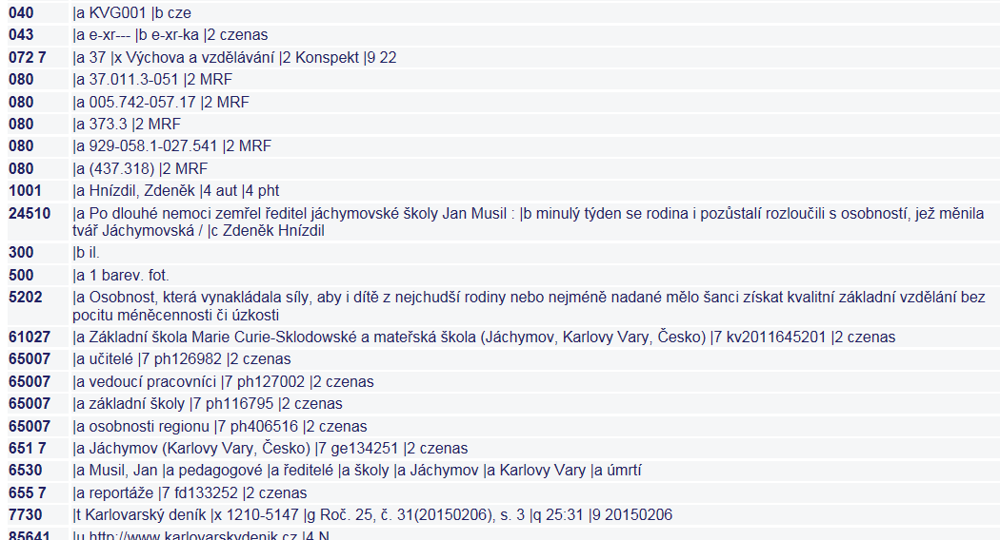 040 |a KVG001 |b cze
043 |a e-xr--- |b e-xr-ka |2 czenas
072 7 |a 37 |x Výchova a vzdělávání |2 Konspekt |9 22
080 |a 37.011.3-051 |2 MRF
080 |a 005.742-057.17 |2 MRF
080 |a 373.3 |2 MRF
080 |a 929-058.1-027.541 |2 MRF
080 |a (437.318) |2 MRF
1001 |a Hnízdil, Zdeněk |4 aut |4 pht
24510 |a Po dlouhé nemoci zemřel ředitel jáchymovské školy Jan Musil : |b minulý týden se rodina i pozůstalí rozloučili s osobností, jež měnila
tvář Jáchymovská / |c Zdeněk Hnízdil
300 |b il.
500 |a 1 barev. fot.
5202 |a Osobnost, která vynakládala síly, aby i dítě z nejchudší rodiny nebo nejméně nadané mělo šanci získat kvalitní základní vzdělání bez
pocitu méněcennosti či úzkosti
61027 |a Základní škola Marie Curie-Sklodowské a mateřská škola (Jáchymov, Karlovy Vary, Česko) |7 kv2011645201 |2 czenas
65007 |a učitelé |7 ph126982 |2 czenas
65007 |a vedoucí pracovníci |7 ph127002 |2 czenas
65007 |a základní školy |7 ph116795 |2 czenas
65007 |a osobnosti regionu |7 ph406516 |2 czenas
651 7 |a Jáchymov (Karlovy Vary, Česko) |7 ge134251 |2 czenas
6530 |a Musil, Jan |a pedagogové |a ředitelé |a školy |a Jáchymov |a Karlovy Vary |a úmrtí
655 7 |a reportáže |7 fd133252 |2 czenas
7730 |t Karlovarský deník |x 1210-5147 |g Roč. 25, č. 31(20150206), s. 3 |q 25:31 |9 20150206
85641 |u http://www.karlovarskydenik.cz |4 N